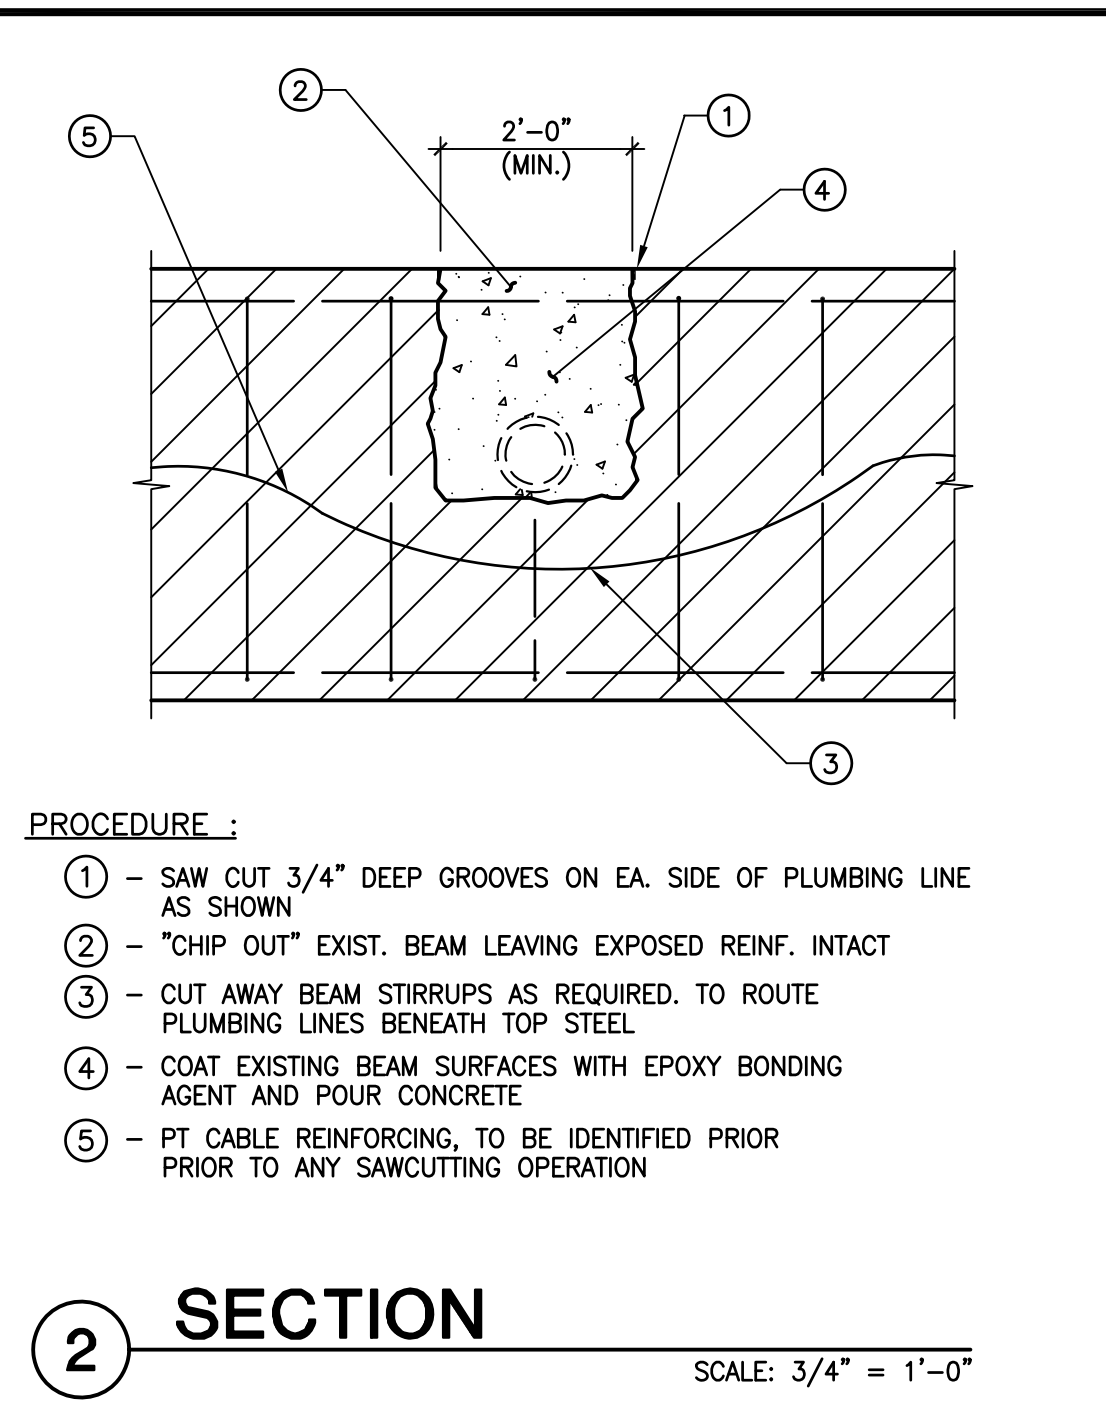 2
1
5
2'-0"
(MIN.)
4
3
PROCEDURE :
1 - SAW CUT 3/4" DEEP GROOVES ON EA. SIDE OF PLUMBING LINE
AS SHOWN
2 - "CHIP OUT" EXIST. BEAM LEAVING EXPOSED REINF. INTACT
3 - CUT AWAY BEAM STIRRUPS AS REQUIRED. TO ROUTE
PLUMBING LINES BENEATH TOP STEEL
4 - COAT EXISTING BEAM SURFACES WITH EPOXY BONDING
AGENT AND POUR CONCRETE
5 - PT CABLE REINFORCING, TO BE IDENTIFIED PRIOR
PRIOR TO ANY SAWCUTTING OPERATION
2 SECTION
SCALE: 3/4" = 1'-0"